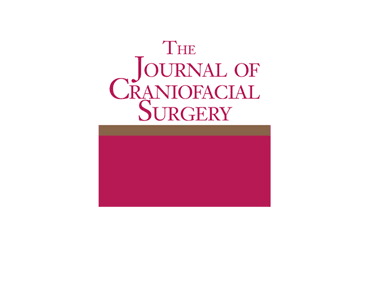 THE
JOURNAL OF
CRANIOFACIAL
SURGERY